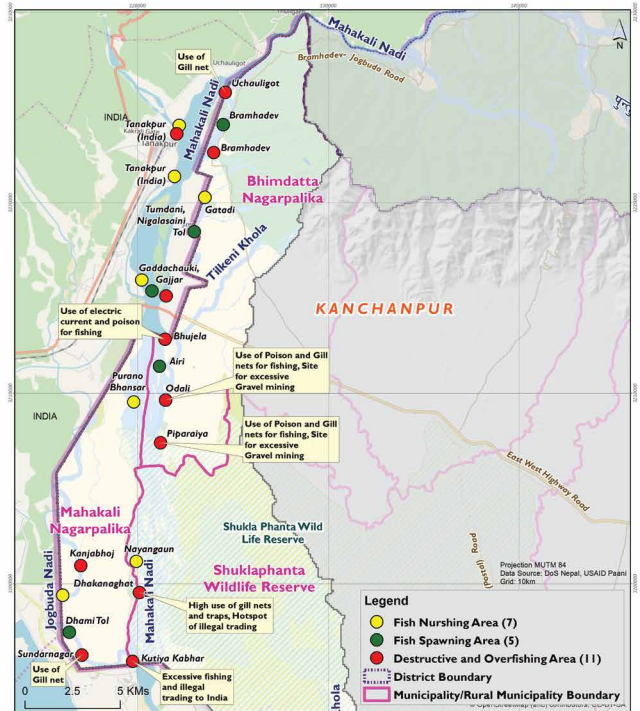 Mahakali Nadi
N
Bramhadev- Jogbuda Road
Use of
Gill net
Uchauligot
Uchauligot
INDIA
Mahakali Nadi
Tanakpur
(India)
Kakrali Gate
Tanakpur
Bramhadev
Bramhadev
Tanakpur
(India)
Bhimdatta
Nagarpalika
Gatadi
Tumdani,
Nigalasaini
Tol
Tilkeni Khola
Gaddachauki,
Gajjar
KANCHANPUR
Use of electric
current and poison
for fishing
Bhujela
Airi
Use of Poison and Gill
nets for fishing, Site
for excessive
Gravel mining
Purano
Bhansar
Odali
INDIA
Use of Poison and Gill
nets for fishing, Site
for excessive
Gravel mining
Piparaiya
East West Highway Road
Mahakali
Nagarpalika
Shukla Phanta Wild
Life Reserve
Kanjabhoj
Nayangaun
Shuklaphanta
Wildlife Reserve
Projection MUTM 84
Data Source: DoS Nepal, USAID Paani
Grid: 10km
Jogbuda Nadi
Dhakanaghat
Mahakali Nadi
High use of gill nets
and traps, Hotspot
of illegal trading
Dhami Tol
Sundarnagar
Kutiya Kabhar
Use of
Gill net
Excessive fishing
and illegal
trading to India
0 2.5 5 KMs
Legend
Fish Nurshing Area (7)
Fish Spawning Area (5)
Destructive and Overfishing Area (11)
District Boundary
Municipality/Rural Municipality Boundary